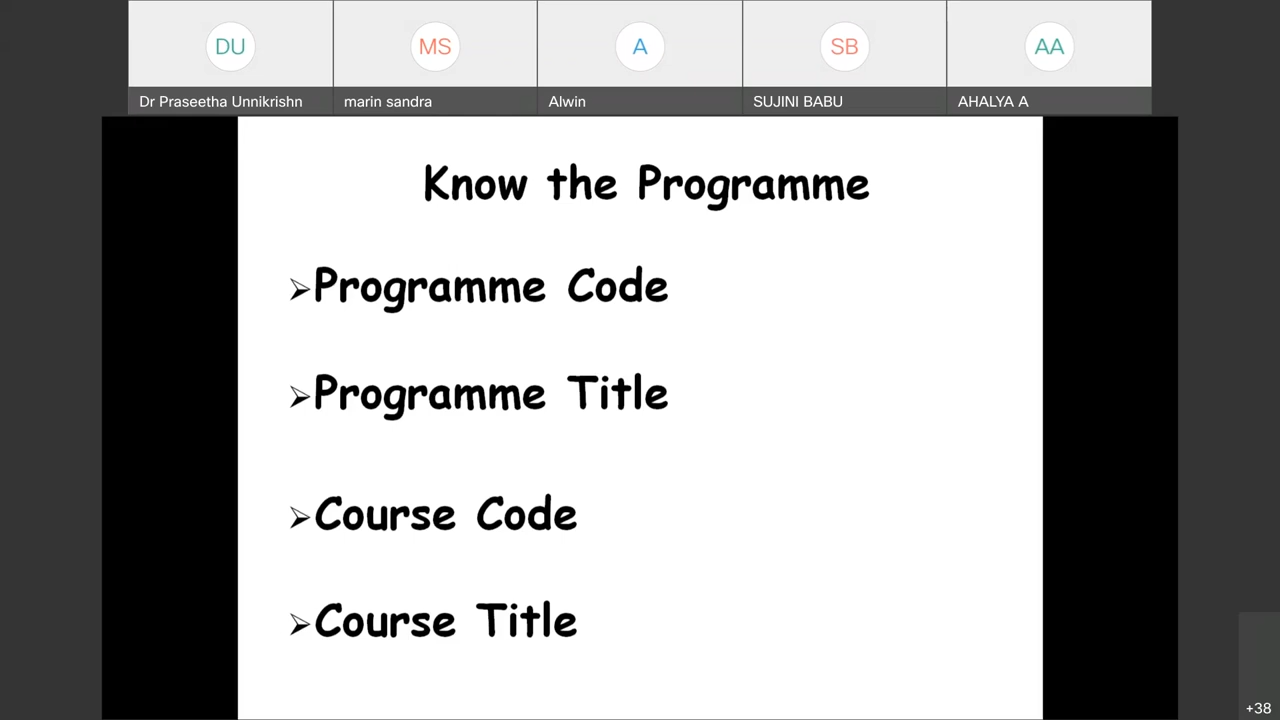 DU
MS
A
SB
AA
Dr Praseetha Unnikrishn
marin sandra
Alwin
SUJINI BABU
AHALYA A
Know the Programme
➢Programme Code
➢Programme Title
➢Course Code
➢Course Title
+38